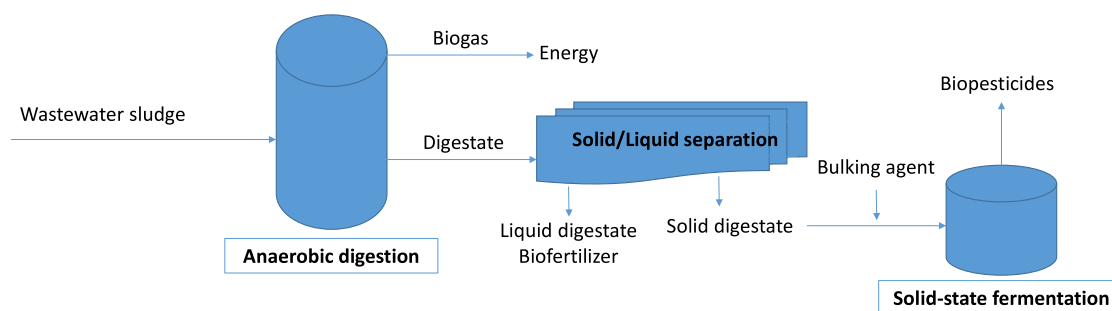 Biogas
Energy
Wastewater sludge
Digestate
Solid/Liquid separation
Biopesticides
Bulking agent
Liquid digestate
Biofertilizer
Solid digestate
Anaerobic digestion
Solid-state fermentation